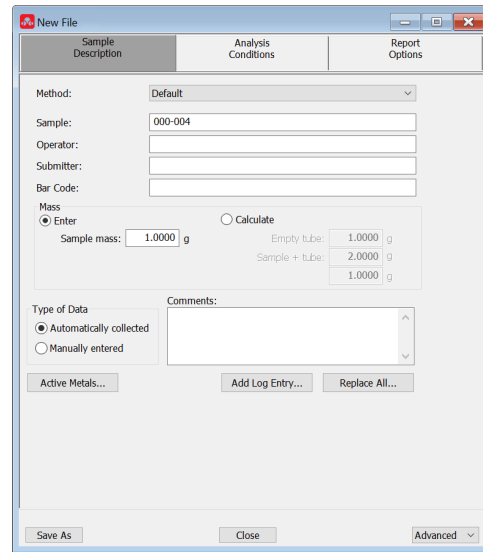 New File
Sample Description
Analysis Conditions
Report Options
Method: Default
Sample: 000-004
Operator:
Submitter:
Bar Code:
Mass
Enter
Calculate
Sample mass: 1.0000 g
Empty tube: 1.0000 g
Sample + tube: 2.0000 g
1.0000 g
Type of Data
Comments:
Automatically collected
Manually entered
Active Metals...
Add Log Entry...
Replace All...
Save As
Close
Advanced